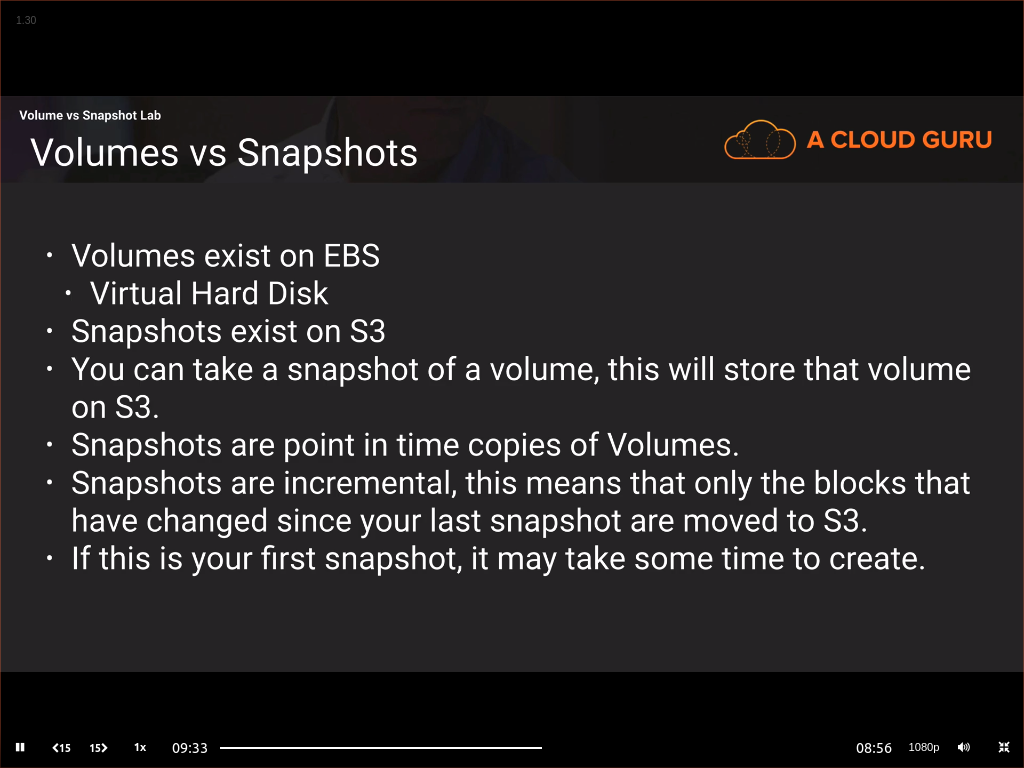 1.30
Volume vs Snapshot Lab
Volumes vs Snapshots
A CLOUD GURU
• Volumes exist on EBS
• Virtual Hard Disk
• Snapshots exist on S3
• You can take a snapshot of a volume, this will store that volume
on S3.
• Snapshots are point in time copies of Volumes.
• Snapshots are incremental, this means that only the blocks that
have changed since your last snapshot are moved to S3.
• If this is your first snapshot, it may take some time to create.
15 15 1x 09:33 08:56 1080p